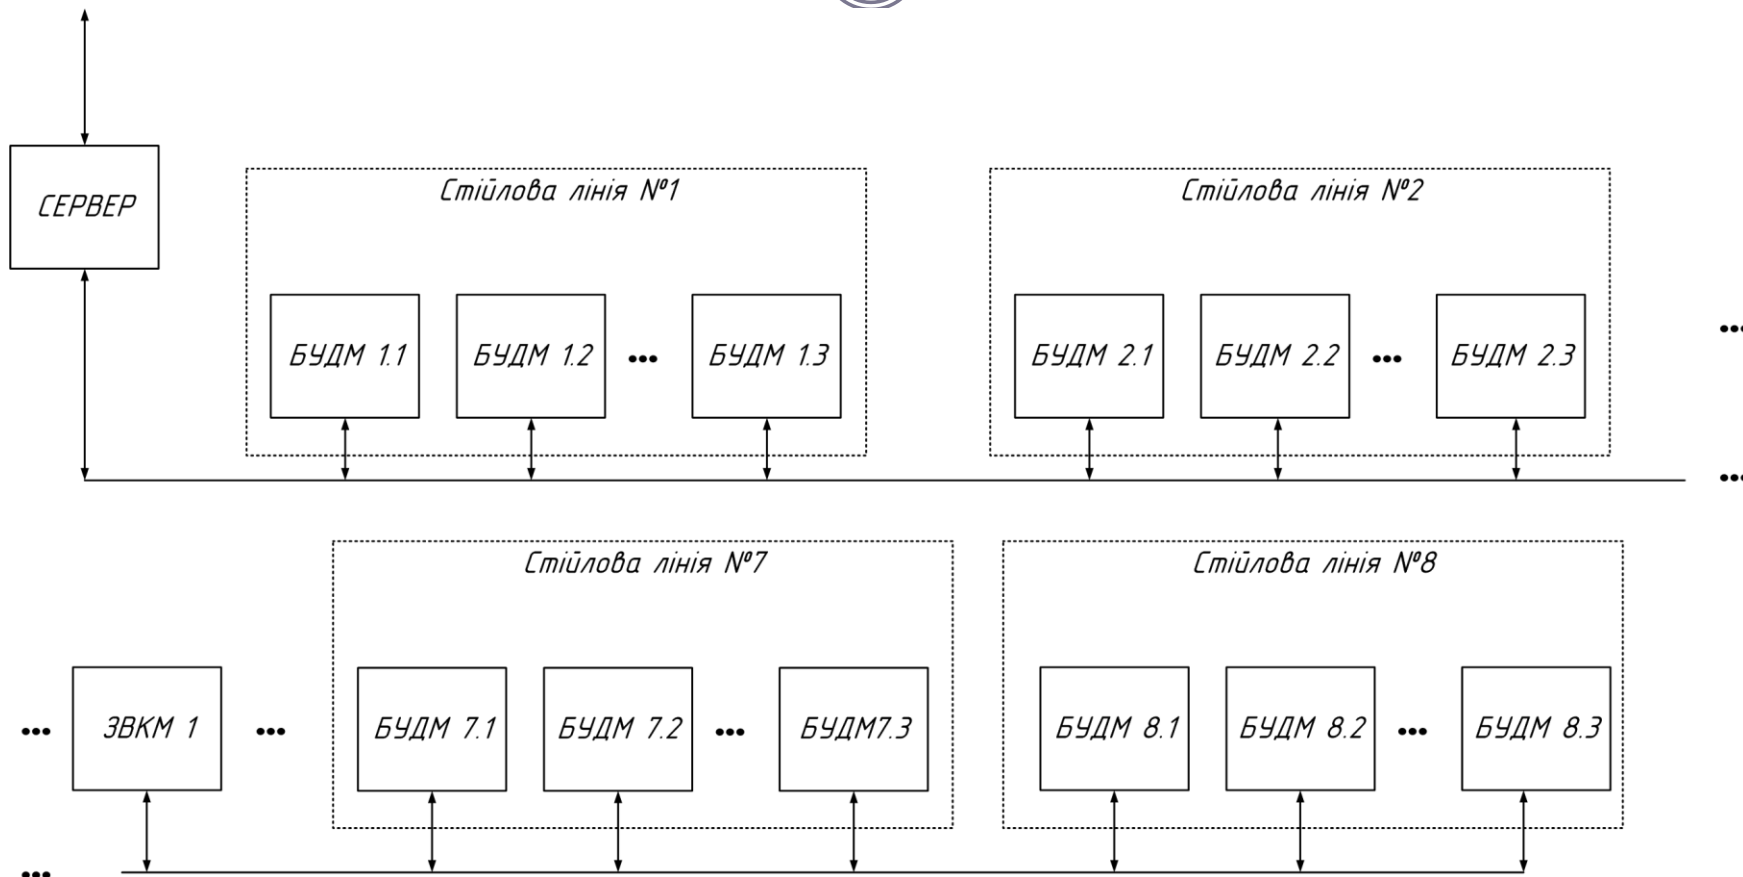 СЕРВЕР
Стійлова лінія №1
Стійлова лінія №2
БУДМ 1.1
БУДМ 1.2
...
БУДМ 1.3
БУДМ 2.1
БУДМ 2.2
...
БУДМ 2.3
...
...
Стійлова лінія №7
Стійлова лінія №8
...
ЗВКМ 1
...
БУДМ 7.1
БУДМ 7.2
...
БУДМ7.3
БУДМ 8.1
БУДМ 8.2
...
БУДМ 8.3
...